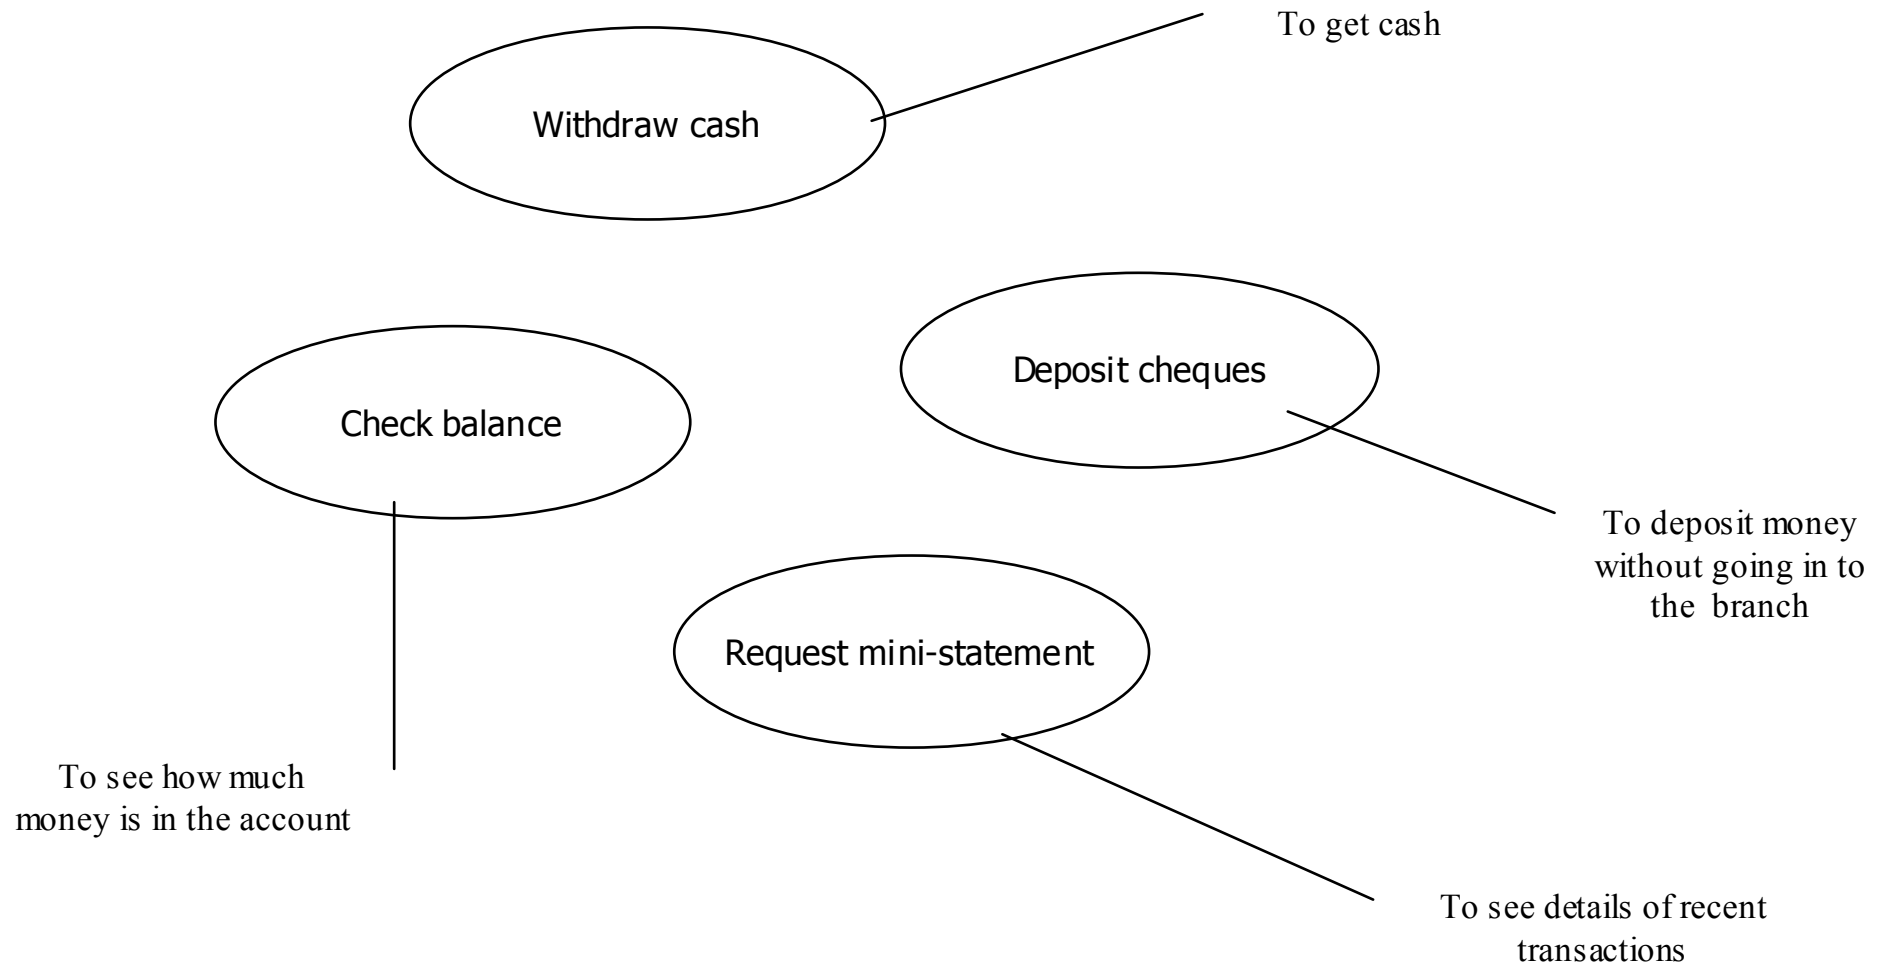 To get cash
Withdraw cash
Deposit cheques
Check balance
To deposit money
without going in to
the branch
Request mini-statement
To see how much
money is in the account
To see details of recent
transactions